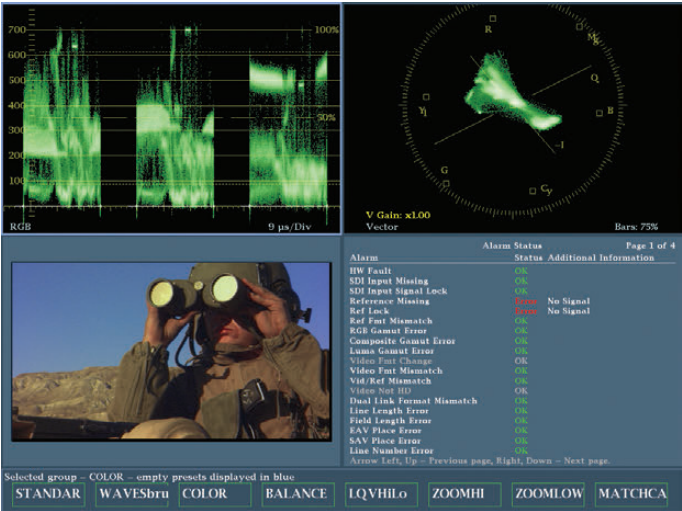 700
600
500
400
300
200
100
100%
50%
RGB
9 µs/Div
R
Mg
Q
B
Yl
-I
G
Cy
V Gain: x1.00
Vector
Bars: 75%
Alarm Status Page 1 of 4
Alarm Status Additional Information
HW Fault OK
SDI Input Missing OK
SDI Input Signal Lock OK
Reference Missing Error No Signal
Ref Lock Error No Signal
Ref Fmt Mismatch OK
RGB Gamut Error OK
Composite Gamut Error OK
Luma Gamut Error OK
Video Fmt Change OK
Video Fmt Mismatch OK
Vid/Ref Mismatch OK
Video Not HD OK
Dual Link Format Mismatch OK
Line Length Error OK
Field Length Error OK
EAV Place Error OK
SAV Place Error OK
Line Number Error OK
Arrow Left, Up – Previous page, Right, Down – Next page.
Selected group – COLOR – empty presets displayed in blue
STANDAR WAVESbru COLOR BALANCE LQVHiLo ZOOMHI ZOOMLOW MATCHCA